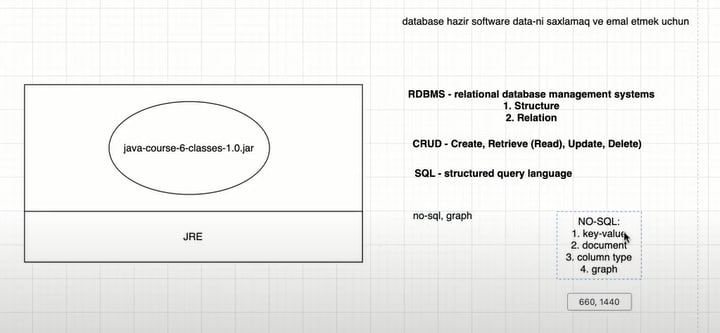 database hazir software data-ni saxlamaq ve emal etmek uchun
RDBMS - relational database management systems
1. Structure
2. Relation
CRUD - Create, Retrieve (Read), Update, Delete)
java-course-6-classes-1.0.jar
SQL - structured query language
no-sql, graph
NO-SQL:
1. key-value
2. document
3. column type
4. graph
JRE
660, 1440